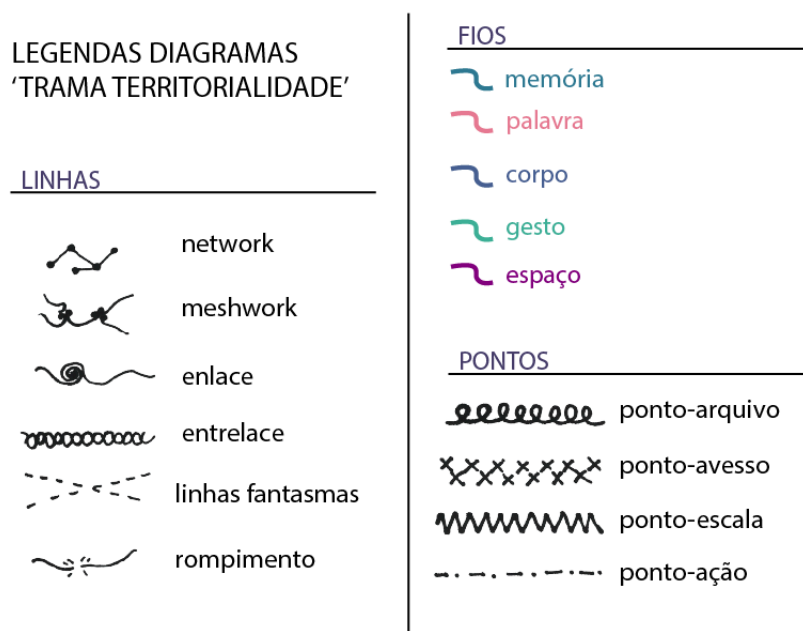 LEGENDAS DIAGRAMAS
‘TRAMA TERRITORIALIDADE’
LINHAS
network
meshwork
enlace
entrelace
linhas fantasmas
rompimento
FIOS
memória
palavra
corpo
gesto
espaço
PONTOS
ponto-arquivo
ponto-avesso
ponto-escala
ponto-ação